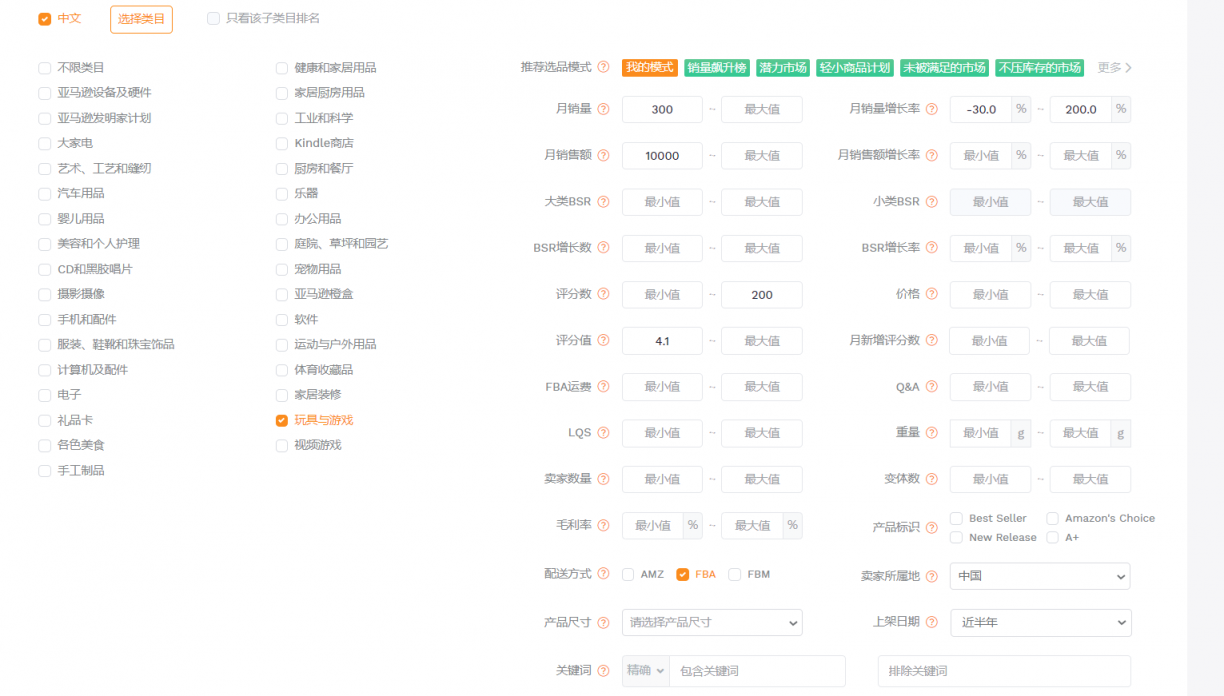 中文 选择类目 只看该子类目排名
不限类目
亚马逊设备及硬件
亚马逊发明家计划
大家电
艺术、工艺和缝纫
汽车用品
婴儿用品
美容和个人护理
CD和黑胶唱片
摄影摄像
手机和配件
服装、鞋靴和珠宝饰品
计算机及配件
电子
礼品卡
各色美食
手工制品
健康和家居用品
家居厨房用品
工业和科学
Kindle商店
厨房和餐厅
乐器
办公用品
庭院、草坪和园艺
宠物用品
亚马逊橙盒
软件
运动与户外用品
体育收藏品
家居装修
玩具与游戏
视频游戏
推荐选品模式 ? 我的模式 销量飙升榜 潜力市场 轻小商品计划 未被满足的市场 不压库存的市场 更多 >
月销量 ? 300 ~ 最大值 月销量增长率 ? -30.0 % ~ 200.0 %
月销售额 ? 10000 ~ 最大值 月销售额增长率 ? 最小值 % ~ 最大值 %
大类BSR ? 最小值 ~ 最大值 小类BSR ? 最小值 ~ 最大值
BSR增长数 ? 最小值 ~ 最大值 BSR增长率 ? 最小值 % ~ 最大值 %
评分数 ? 最小值 ~ 200 价格 ? 最小值 ~ 最大值
评分值 ? 4.1 ~ 最大值 月新增评分数 ? 最小值 ~ 最大值
FBA运费 ? 最小值 ~ 最大值 Q&A ? 最小值 ~ 最大值
LQS ? 最小值 ~ 最大值 重量 ? 最小值 g ~ 最大值 g
卖家数量 ? 最小值 ~ 最大值 变体数 ? 最小值 ~ 最大值
毛利率 ? 最小值 % ~ 最大值 % 产品标识 ? Best Seller Amazon's Choice
New Release A+
配送方式 ? AMZ FBA FBM 卖家所属地 ? 中国
产品尺寸 ? 请选择产品尺寸 上架日期 ? 近半年
关键词 ? 精确 包含关键词 排除关键词